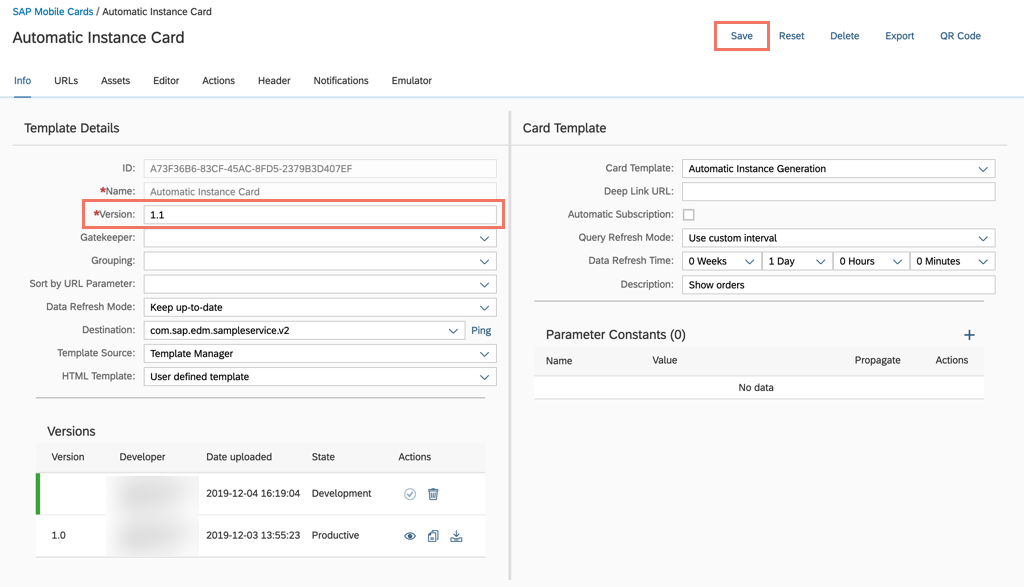 SAP Mobile Cards / Automatic Instance Card
Automatic Instance Card
Save Reset Delete Export QR Code
Info URLs Assets Editor Actions Header Notifications Emulator
Template Details
ID: A73F36B6-83CF-45AC-8FD5-2379B3D407EF
*Name: Automatic Instance Card
*Version: 1.1
Gatekeeper:
Grouping:
Sort by URL Parameter:
Data Refresh Mode: Keep up-to-date
Destination: com.sap.edm.sampleservice.v2 Ping
Template Source: Template Manager
HTML Template: User defined template
Versions
Version Developer Date uploaded State Actions
2019-12-04 16:19:04 Development
1.0 2019-12-03 13:55:23 Productive
Card Template
Card Template: Automatic Instance Generation
Deep Link URL:
Automatic Subscription:
Query Refresh Mode: Use custom interval
Data Refresh Time: 0 Weeks 1 Day 0 Hours 0 Minutes
Description: Show orders
Parameter Constants (0)
Name Value Propagate Actions
No data